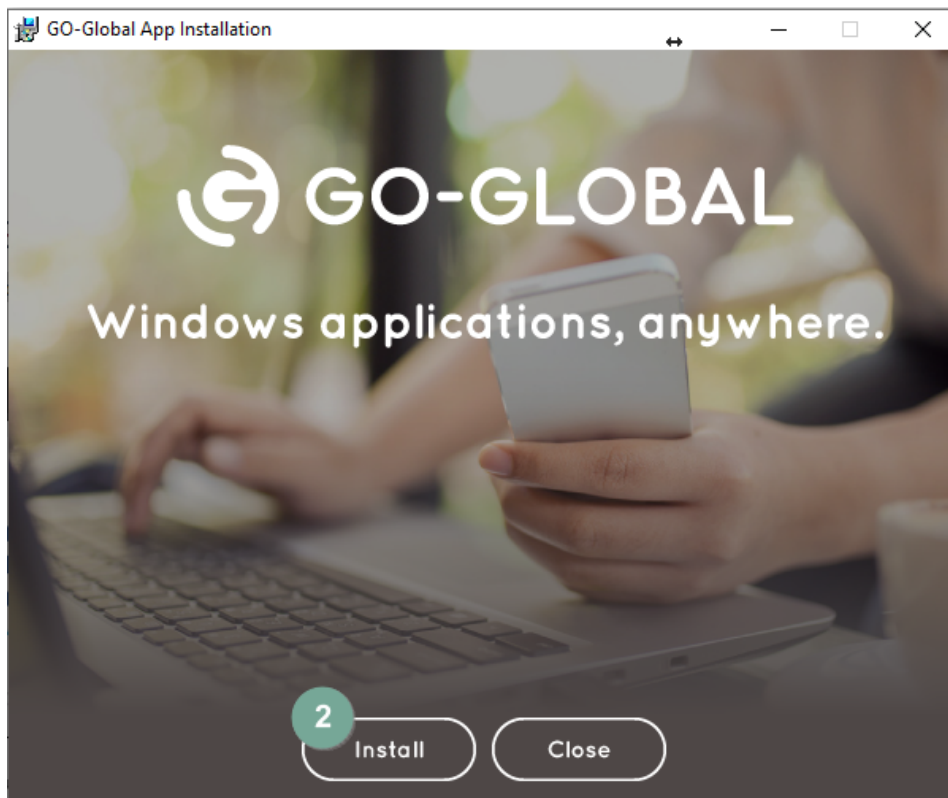 GO-Global App Installation
GO-GLOBAL
Windows applications, anywhere.
2
Install
Close